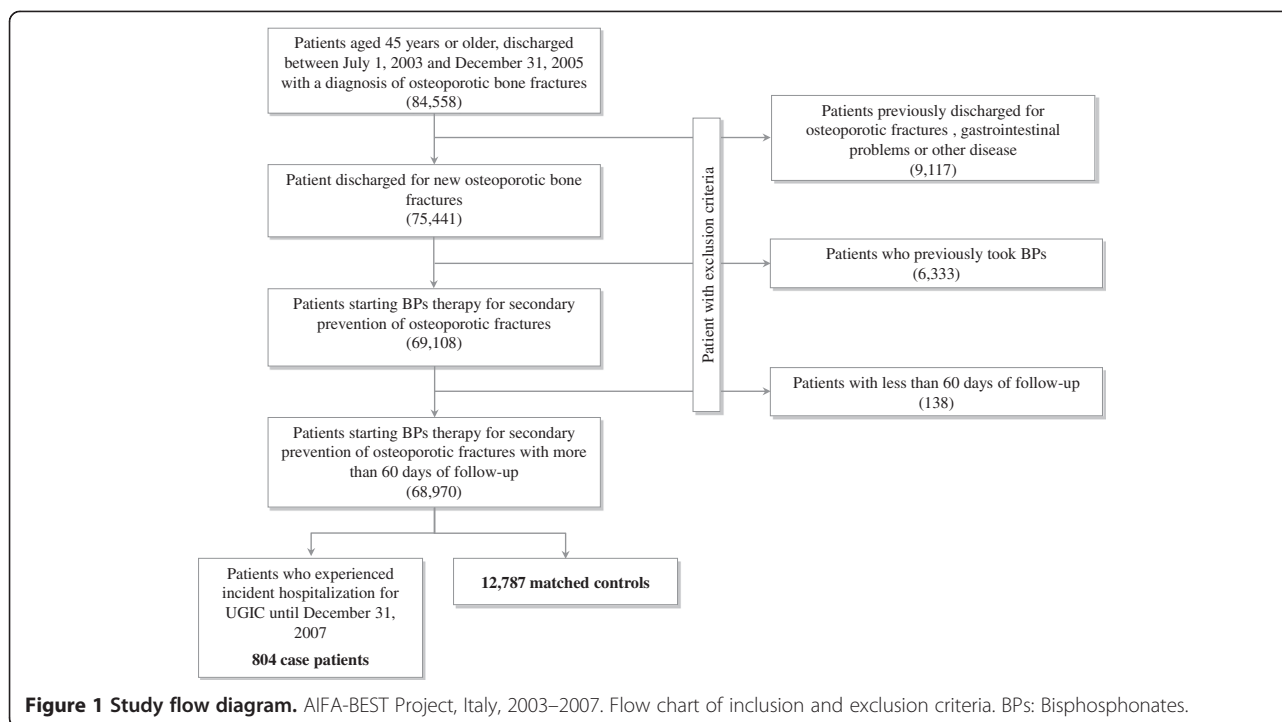 Patients aged 45 years or older, discharged
between July 1, 2003 and December 31, 2005
with a diagnosis of osteoporotic bone fractures
(84,558)
Patients previously discharged for
osteoporotic fractures , gastrointestinal
problems or other disease
(9,117)
Patient discharged for new osteoporotic bone
fractures
(75,441)
Patient with exclusion criteria
Patients who previously took BPs
(6,333)
Patients starting BPs therapy for secondary
prevention of osteoporotic fractures
(69,108)
Patients with less than 60 days of follow-up
(138)
Patients starting BPs therapy for secondary
prevention of osteoporotic fractures with more
than 60 days of follow-up
(68,970)
Patients who experienced
incident hospitalization for
UGIC until December 31,
2007
804 case patients
12,787 matched controls
Figure 1 Study flow diagram. AIFA-BEST Project, Italy, 2003–2007. Flow chart of inclusion and exclusion criteria. BPs: Bisphosphonates.